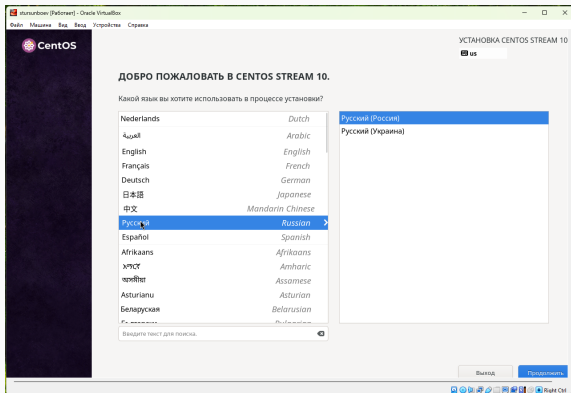 stursunboev [Работает] - Oracle VirtualBox
Файл Машина Вид Ввод Устройства Справка
CentOS
УСТАНОВКА CENTOS STREAM 10
us
ДОБРО ПОЖАЛОВАТЬ В CENTOS STREAM 10.
Какой язык вы хотите использовать в процессе установки?
Nederlands Dutch
العربية Arabic
English English
Français French
Deutsch German
日本語 Japanese
中文 Mandarin Chinese
Русский Russian
Español Spanish
Afrikaans Afrikaans
አማርኛ Amharic
অসমীয়া Assamese
Asturianu Asturian
Беларуская Belarusian
Русский (Россия)
Русский (Украина)
Введите текст для поиска.
Выход
Продолжить
Right Ctrl